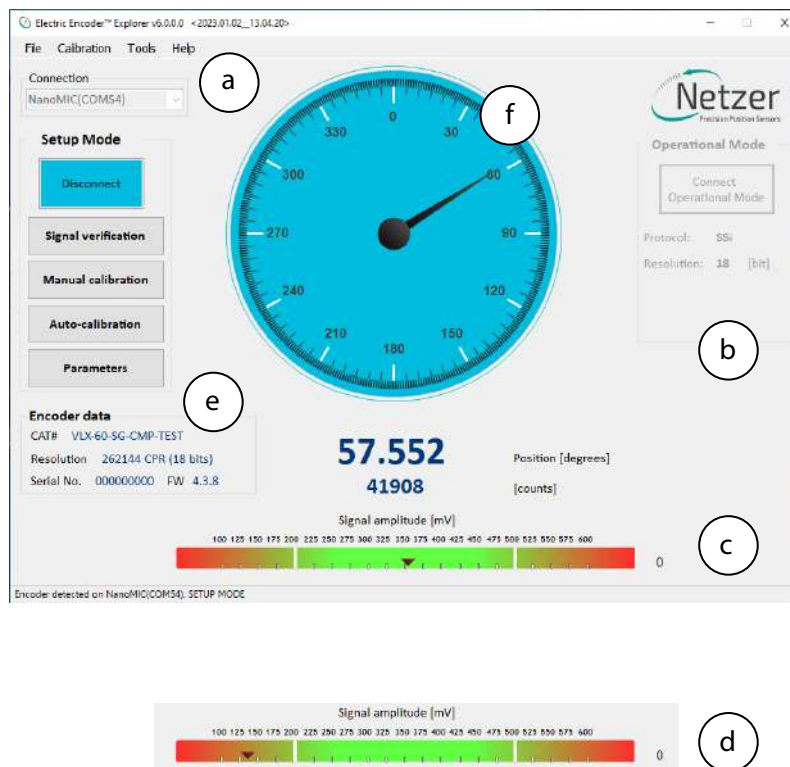 Electric Encoder™ Explorer v6.0.0.0 <2023.01.02__13.04.20>
File Calibration Tools Help
Connection
NanoMIC(COM54)
a
Setup Mode
Disconnect
Signal verification
Manual calibration
Auto-calibration
Parameters
e
Encoder data
CAT# VLX-60-SG-CMP-TEST
Resolution 262144 CPR (18 bits)
Serial No. 000000000 FW 4.3.8
f
0
30
60
90
120
150
180
210
240
270
300
330
57.552 Position [degrees]
41908 [counts]
Netzer
Precision Position Sensors
Operational Mode
Connect
Operational Mode
Protocol: SSi
Resolution: 18 [bit]
b
Signal amplitude [mV]
100 125 150 175 200 225 250 275 300 325 350 375 400 425 450 475 500 525 550 575 600
0
c
Encoder detected on NanoMIC(COM54). SETUP MODE
Signal amplitude [mV]
100 125 150 175 200 225 250 275 300 325 350 375 400 425 450 475 500 525 550 575 600
0
d